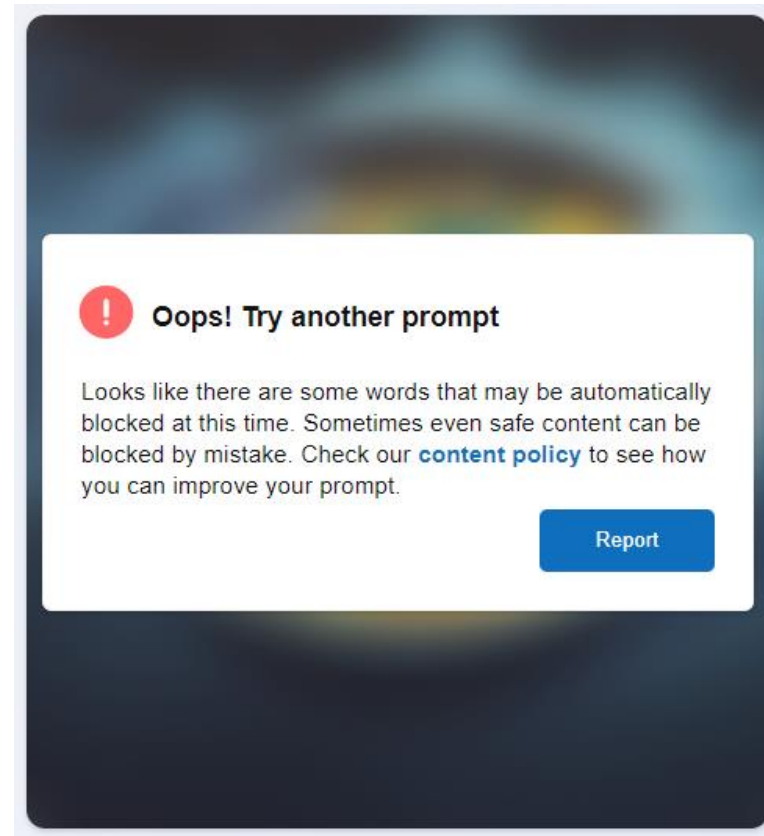 Oops! Try another prompt
Looks like there are some words that may be automatically
blocked at this time. Sometimes even safe content can be
blocked by mistake. Check our content policy to see how
you can improve your prompt.
Report